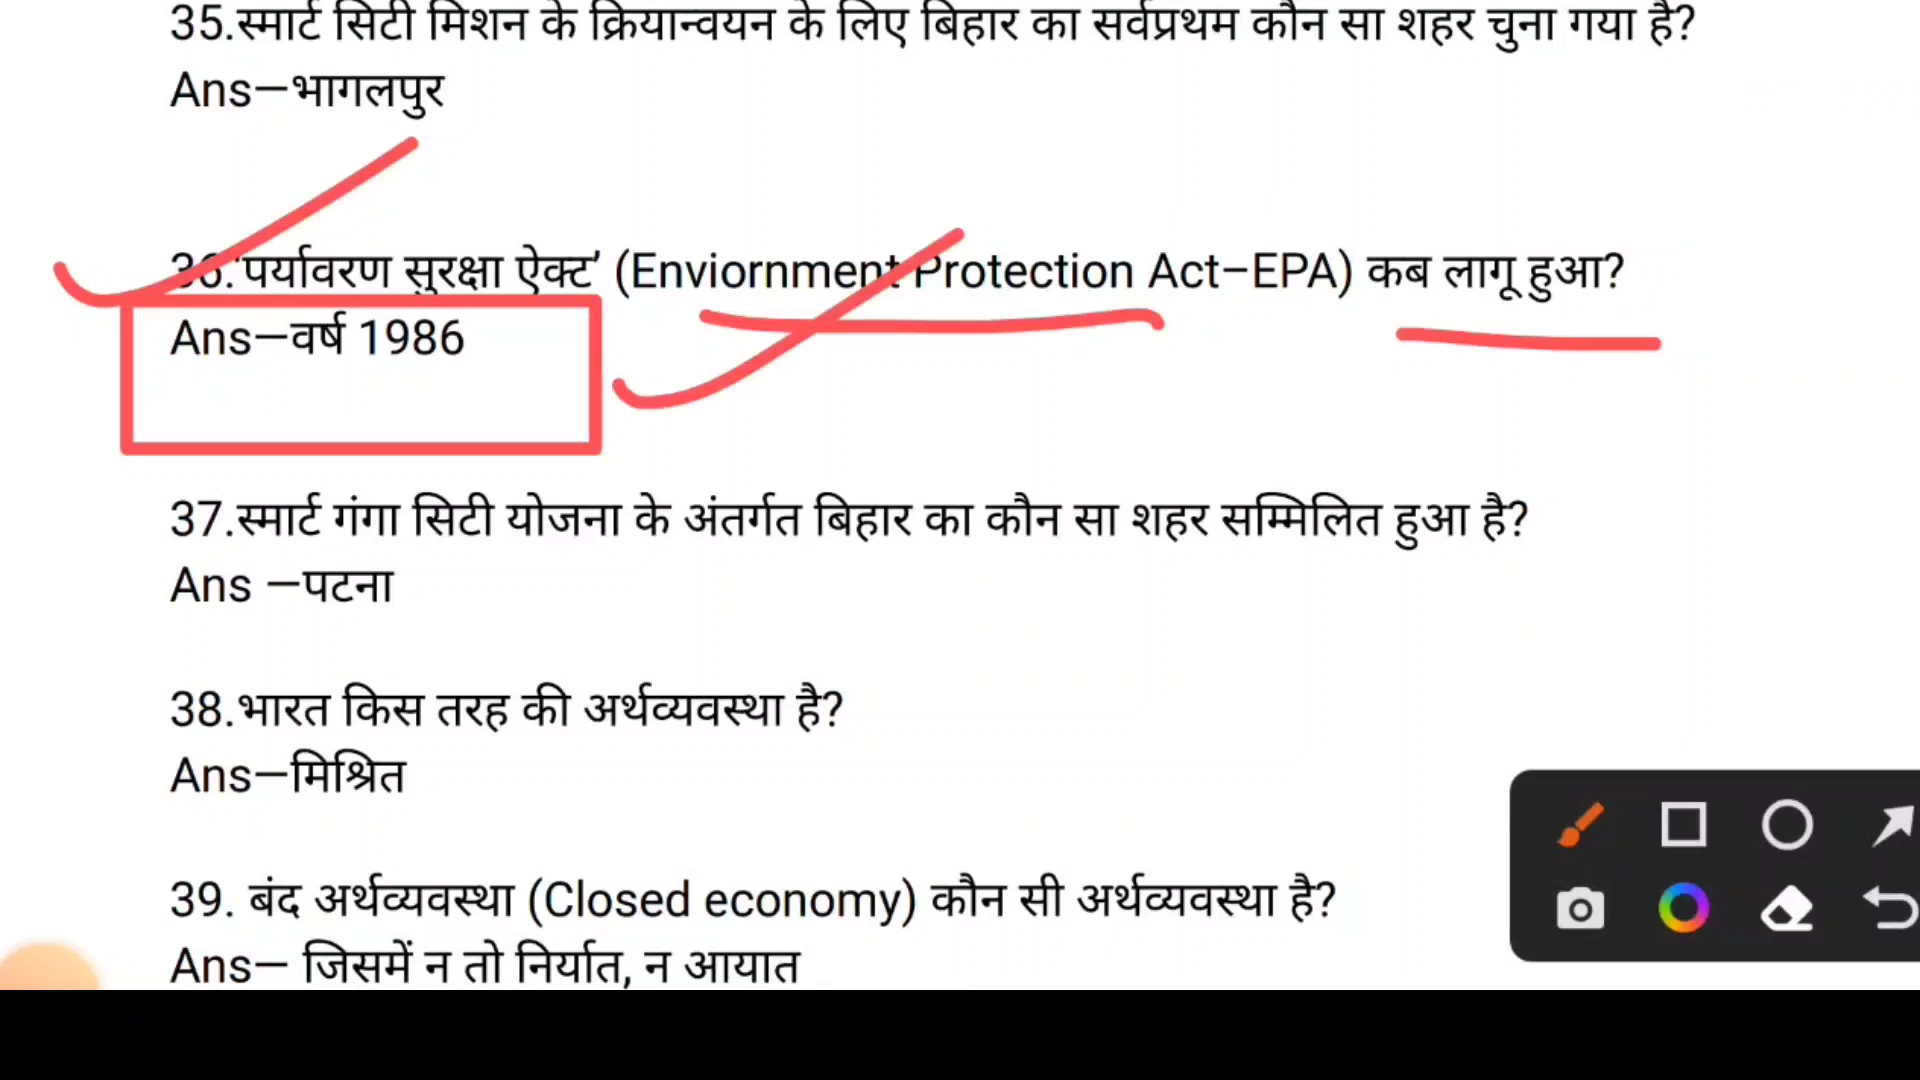 35.स्मार्ट सिटी मिशन के क्रियान्वयन के लिए बिहार का सर्वप्रथम कौन सा शहर चुना गया है?
Ans—भागलपुर
36.‘पर्यावरण सुरक्षा ऐक्ट’ (Enviornment Protection Act–EPA) कब लागू हुआ?
Ans—वर्ष 1986
37.स्मार्ट गंगा सिटी योजना के अंतर्गत बिहार का कौन सा शहर सम्मिलित हुआ है?
Ans —पटना
38.भारत किस तरह की अर्थव्यवस्था है?
Ans—मिश्रित
39. बंद अर्थव्यवस्था (Closed economy) कौन सी अर्थव्यवस्था है?
Ans— जिसमें न तो निर्यात, न आयात